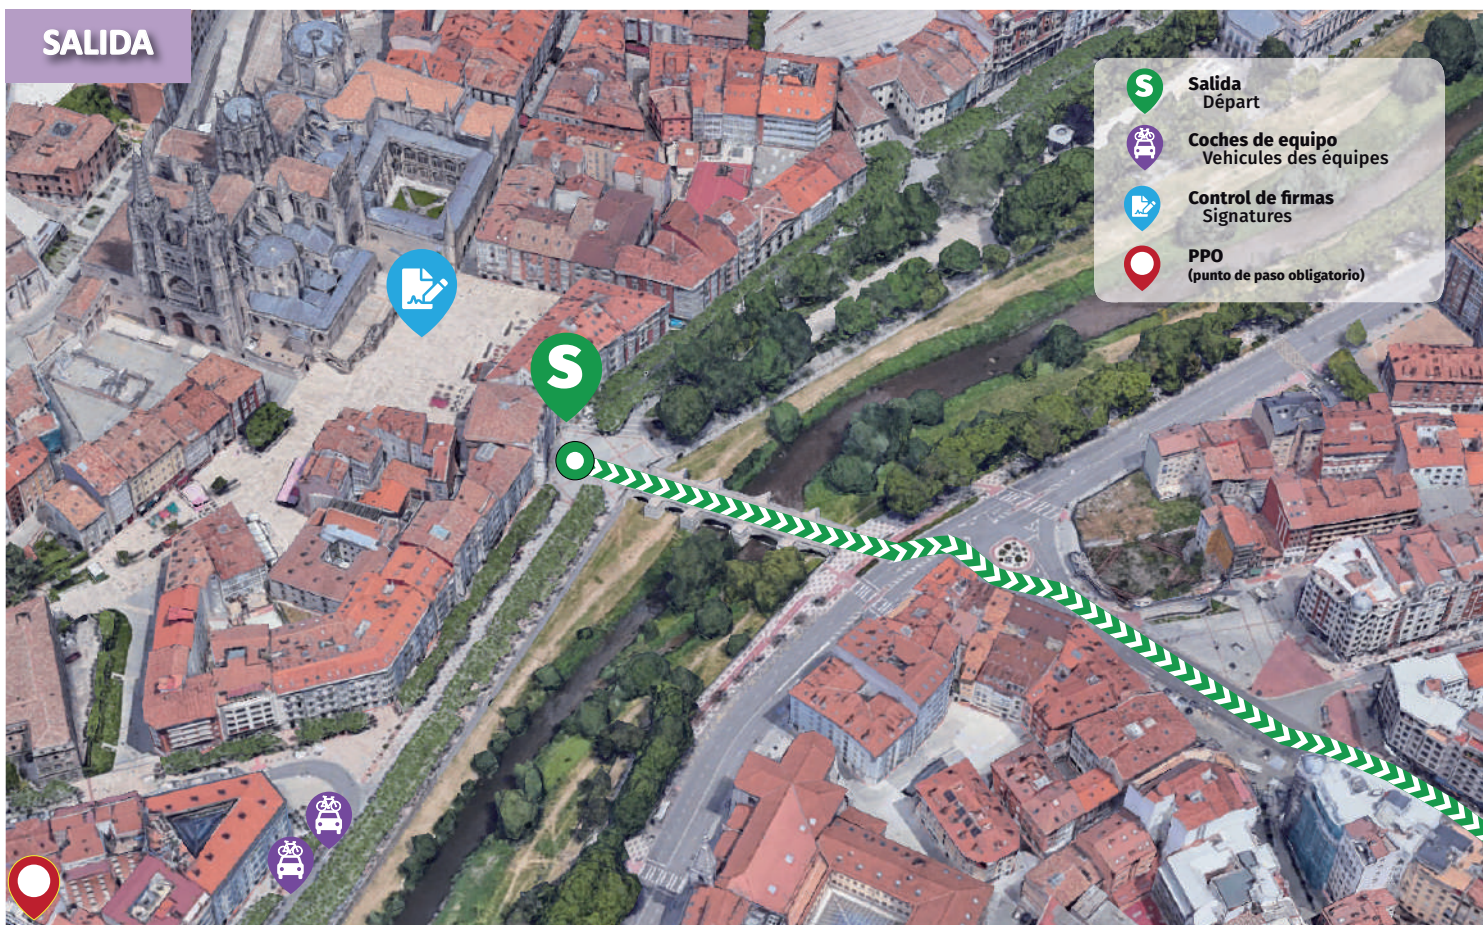 SALIDA
S
Salida
Départ
Coches de equipo
Vehicules des équipes
Control de firmas
Signatures
PPO
(punto de paso obligatorio)
S